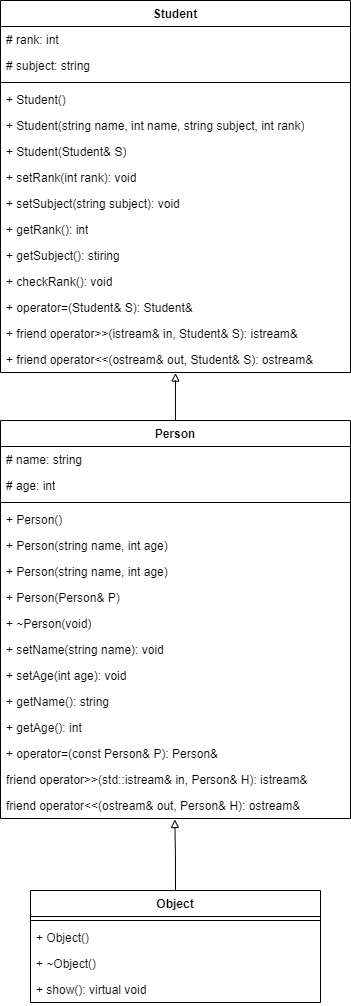 Student
# rank: int
# subject: string
+ Student()
+ Student(string name, int name, string subject, int rank)
+ Student(Student& S)
+ setRank(int rank): void
+ setSubject(string subject): void
+ getRank(): int
+ getSubject(): stiring
+ checkRank(): void
+ operator=(Student& S): Student&
+ friend operator>>(istream& in, Student& S): istream&
+ friend operator<<(ostream& out, Student& S): ostream&
Person
# name: string
# age: int
+ Person()
+ Person(string name, int age)
+ Person(string name, int age)
+ Person(Person& P)
+ ~Person(void)
+ setName(string name): void
+ setAge(int age): void
+ getName(): string
+ getAge(): int
+ operator=(const Person& P): Person&
friend operator>>(std::istream& in, Person& H): istream&
friend operator<<(ostream& out, Person& H): ostream&
Object
+ Object()
+ ~Object()
+ show(): virtual void